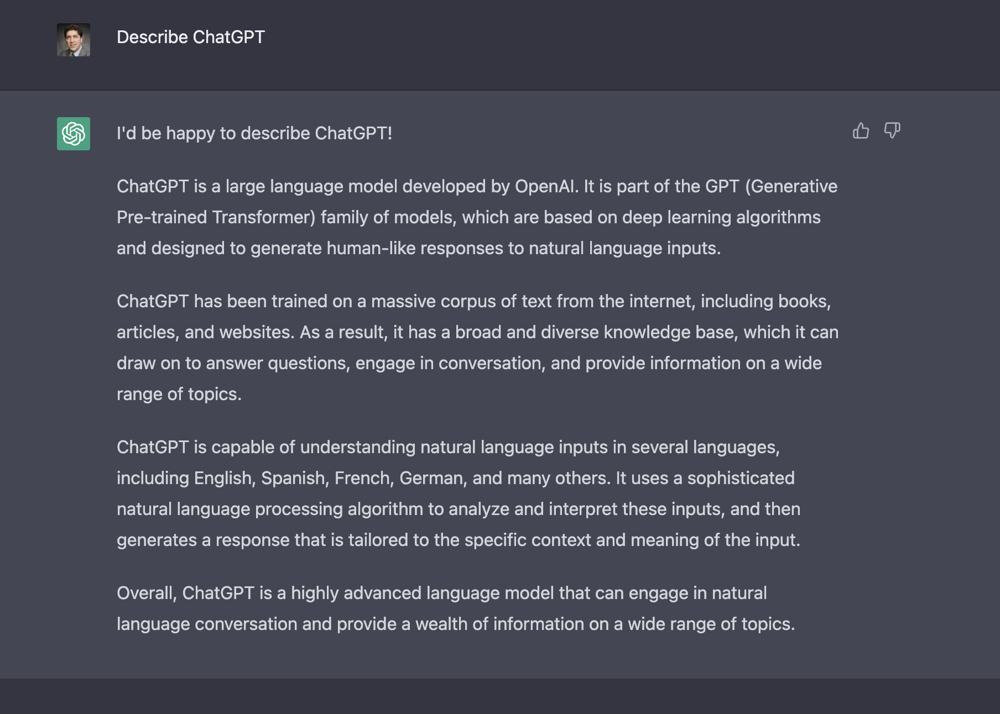 Describe ChatGPT
I'd be happy to describe ChatGPT!
ChatGPT is a large language model developed by OpenAI. It is part of the GPT (Generative
Pre-trained Transformer) family of models, which are based on deep learning algorithms
and designed to generate human-like responses to natural language inputs.
ChatGPT has been trained on a massive corpus of text from the internet, including books,
articles, and websites. As a result, it has a broad and diverse knowledge base, which it can
draw on to answer questions, engage in conversation, and provide information on a wide
range of topics.
ChatGPT is capable of understanding natural language inputs in several languages,
including English, Spanish, French, German, and many others. It uses a sophisticated
natural language processing algorithm to analyze and interpret these inputs, and then
generates a response that is tailored to the specific context and meaning of the input.
Overall, ChatGPT is a highly advanced language model that can engage in natural
language conversation and provide a wealth of information on a wide range of topics.